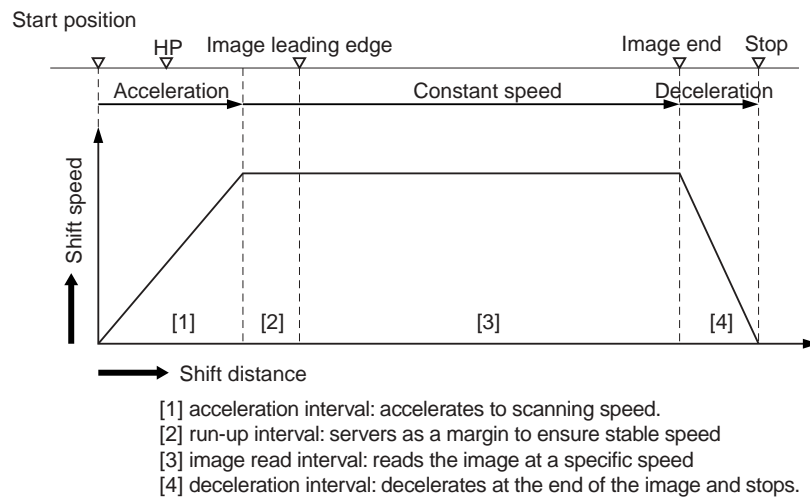 Start position
HP Image leading edge Image end Stop
Acceleration Constant speed Deceleration
Shift speed
[1] [2] [3] [4]
Shift distance
[1] acceleration interval: accelerates to scanning speed.
[2] run-up interval: servers as a margin to ensure stable speed
[3] image read interval: reads the image at a specific speed
[4] deceleration interval: decelerates at the end of the image and stops.